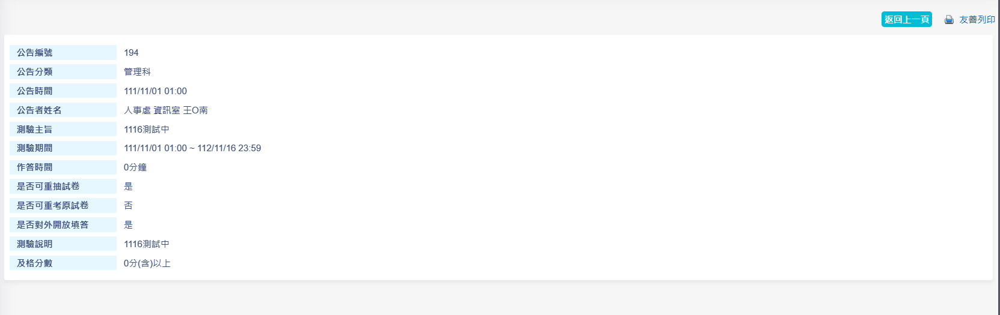 返回上一頁 友善列印
公告編號 194
公告分類 管理科
公告時間 111/11/01 01:00
公告者姓名 人事處 資訊室 王O南
測驗主旨 1116測試中
測驗期間 111/11/01 01:00 ~ 112/11/16 23:59
作答時間 0分鐘
是否可重抽試卷 是
是否可重考原試卷 否
是否對外開放填答 是
測驗說明 1116測試中
及格分數 0分(含)以上